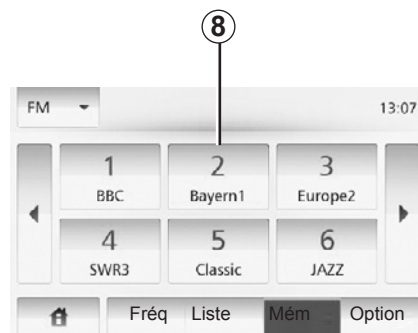 8
FM 13:07
1 2 3
BBC Bayern1 Europe2
4 5 6
SWR3 Classic JAZZ
Fréq Liste Mém Option